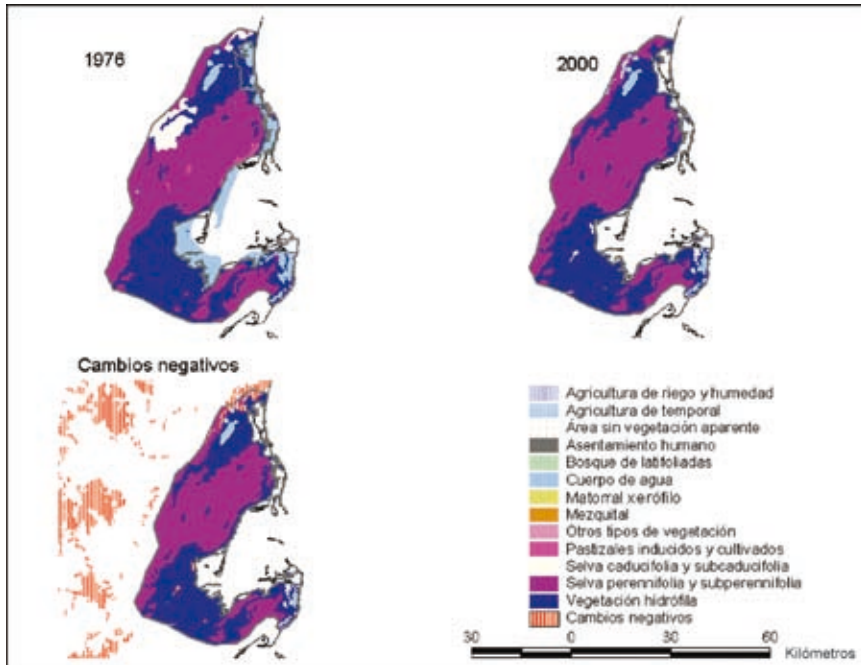 1976
2000
Cambios negativos
Agricultura de riego y humedad
Agricultura de temporal
Área sin vegetación aparente
Asentamiento humano
Bosque de latifoliadas
Cuerpo de agua
Matorral xerófilo
Mezquital
Otros tipos de vegetación
Pastizales inducidos y cultivados
Selva caducifolia y subcaducifolia
Selva perennifolia y subperennifolia
Vegetación hidrófila
Cambios negativos
30 0 30 60
Kilómetros